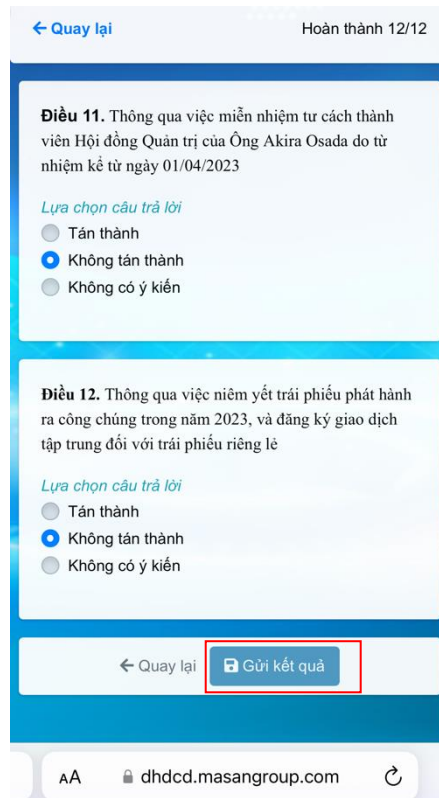 Quay lại
Hoàn thành 12/12
Điều 11. Thông qua việc miễn nhiệm tư cách thành
viên Hội đồng Quản trị của Ông Akira Osada do từ
nhiệm kể từ ngày 01/04/2023
Lựa chọn câu trả lời
Tán thành
Không tán thành
Không có ý kiến
Điều 12. Thông qua việc niêm yết trái phiếu phát hành
ra công chúng trong năm 2023, và đăng ký giao dịch
tập trung đối với trái phiếu riêng lẻ
Lựa chọn câu trả lời
Tán thành
Không tán thành
Không có ý kiến
Quay lại
Gửi kết quả
AA
dhdcd.masangroup.com